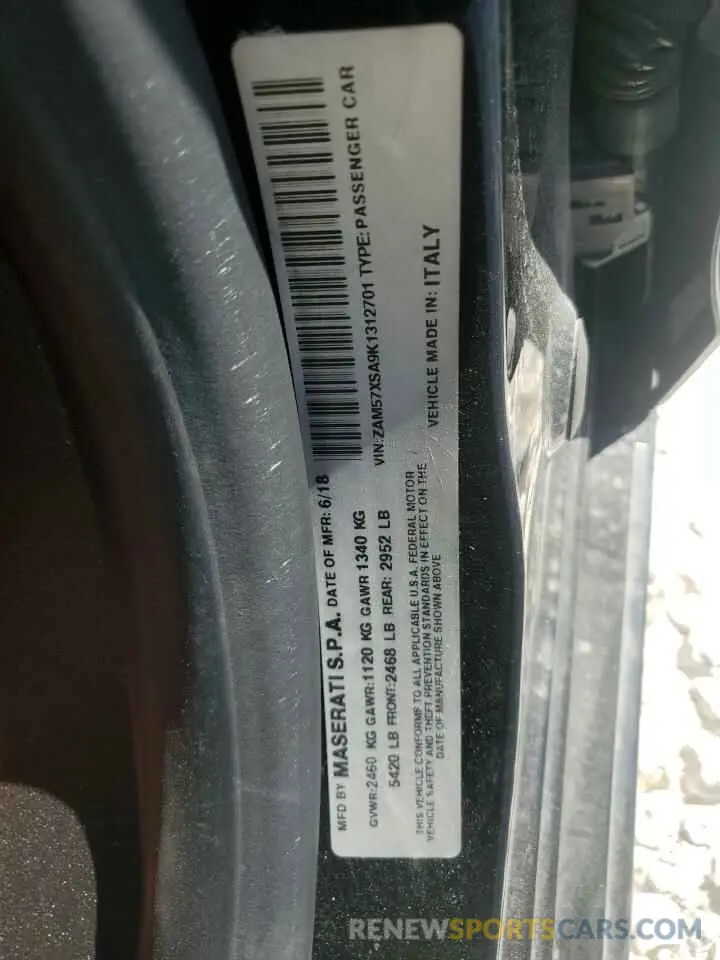 MFD BY MASERATI S.P.A. DATE OF MFR: 6/18
GVWR:2460 KG GAWR:1120 KG GAWR 1340 KG
5420 LB FRONT:2468 LB REAR: 2952 LB
THIS VEHICLE CONFORMS TO ALL APPLICABLE U.S.A. FEDERAL MOTOR
VEHICLE SAFETY AND THEFT PREVENTION STANDARDS IN EFFECT ON THE
DATE OF MANUFACTURE SHOWN ABOVE
VIN:ZAM57XSA9K1312701 TYPE: PASSENGER CAR
VEHICLE MADE IN: ITALY
RENEWSPORTSCARS.COM